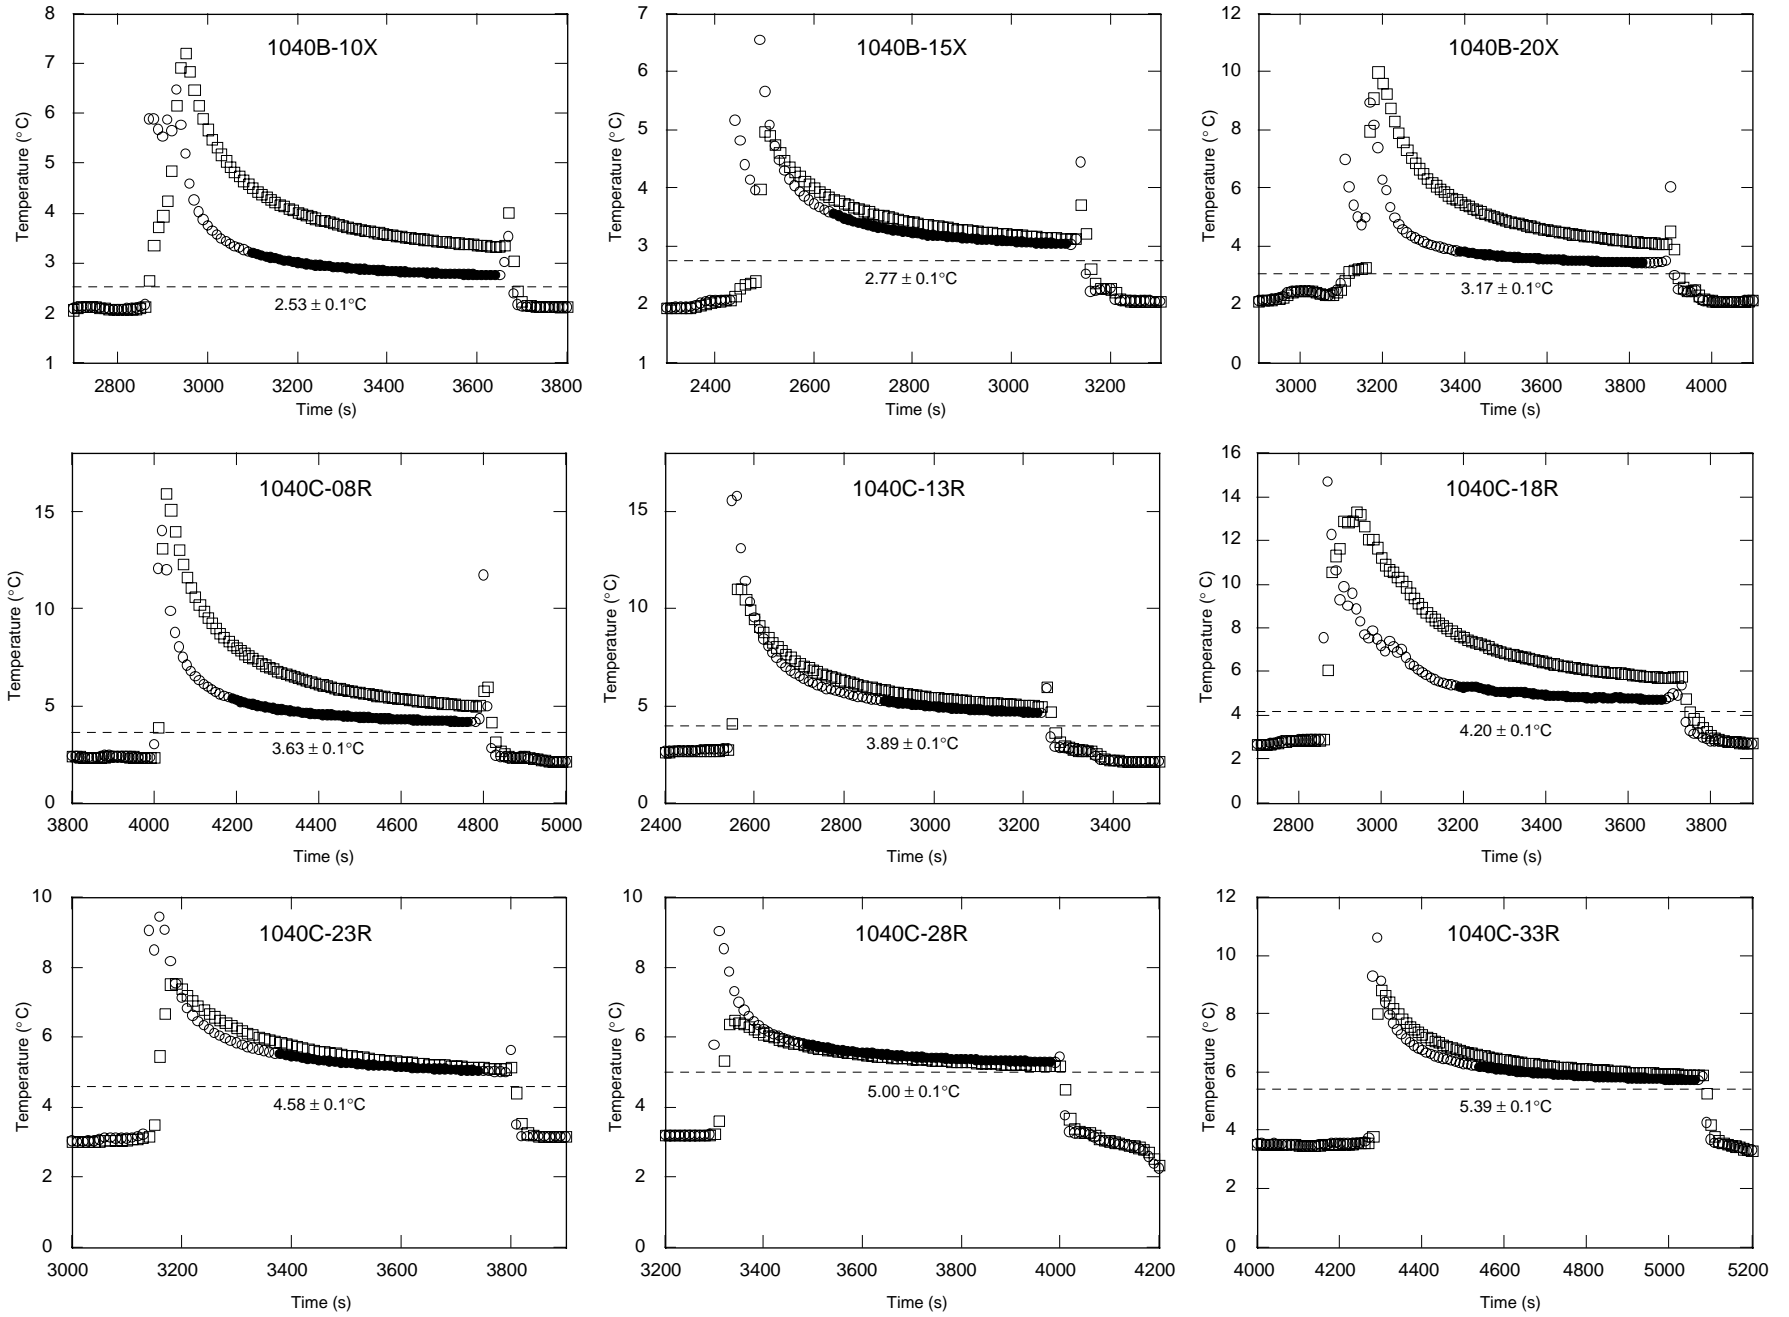 1040B-10X
Temperature (°C)
8
7
6
5
4
3
2
1
2.53 ± 0.1°C
2800 3000 3200 3400 3600 3800
Time (s)
1040B-15X
Temperature (°C)
7
6
5
4
3
2
1
2.77 ± 0.1°C
2400 2600 2800 3000 3200
Time (s)
1040B-20X
Temperature (°C)
12
10
8
6
4
2
0
3.17 ± 0.1°C
3000 3200 3400 3600 3800 4000
Time (s)
1040C-08R
Temperature (°C)
15
10
5
0
3.63 ± 0.1°C
3800 4000 4200 4400 4600 4800 5000
Time (s)
1040C-13R
Temperature (°C)
15
10
5
0
3.89 ± 0.1°C
2400 2600 2800 3000 3200 3400
Time (s)
1040C-18R
Temperature (°C)
16
14
12
10
8
6
4
2
0
4.20 ± 0.1°C
2800 3000 3200 3400 3600 3800
Time (s)
1040C-23R
Temperature (°C)
10
8
6
4
2
0
4.58 ± 0.1°C
3000 3200 3400 3600 3800
Time (s)
1040C-28R
Temperature (°C)
10
8
6
4
2
0
5.00 ± 0.1°C
3200 3400 3600 3800 4000 4200
Time (s)
1040C-33R
Temperature (°C)
12
10
8
6
4
2
0
5.39 ± 0.1°C
4000 4200 4400 4600 4800 5000 5200
Time (s)